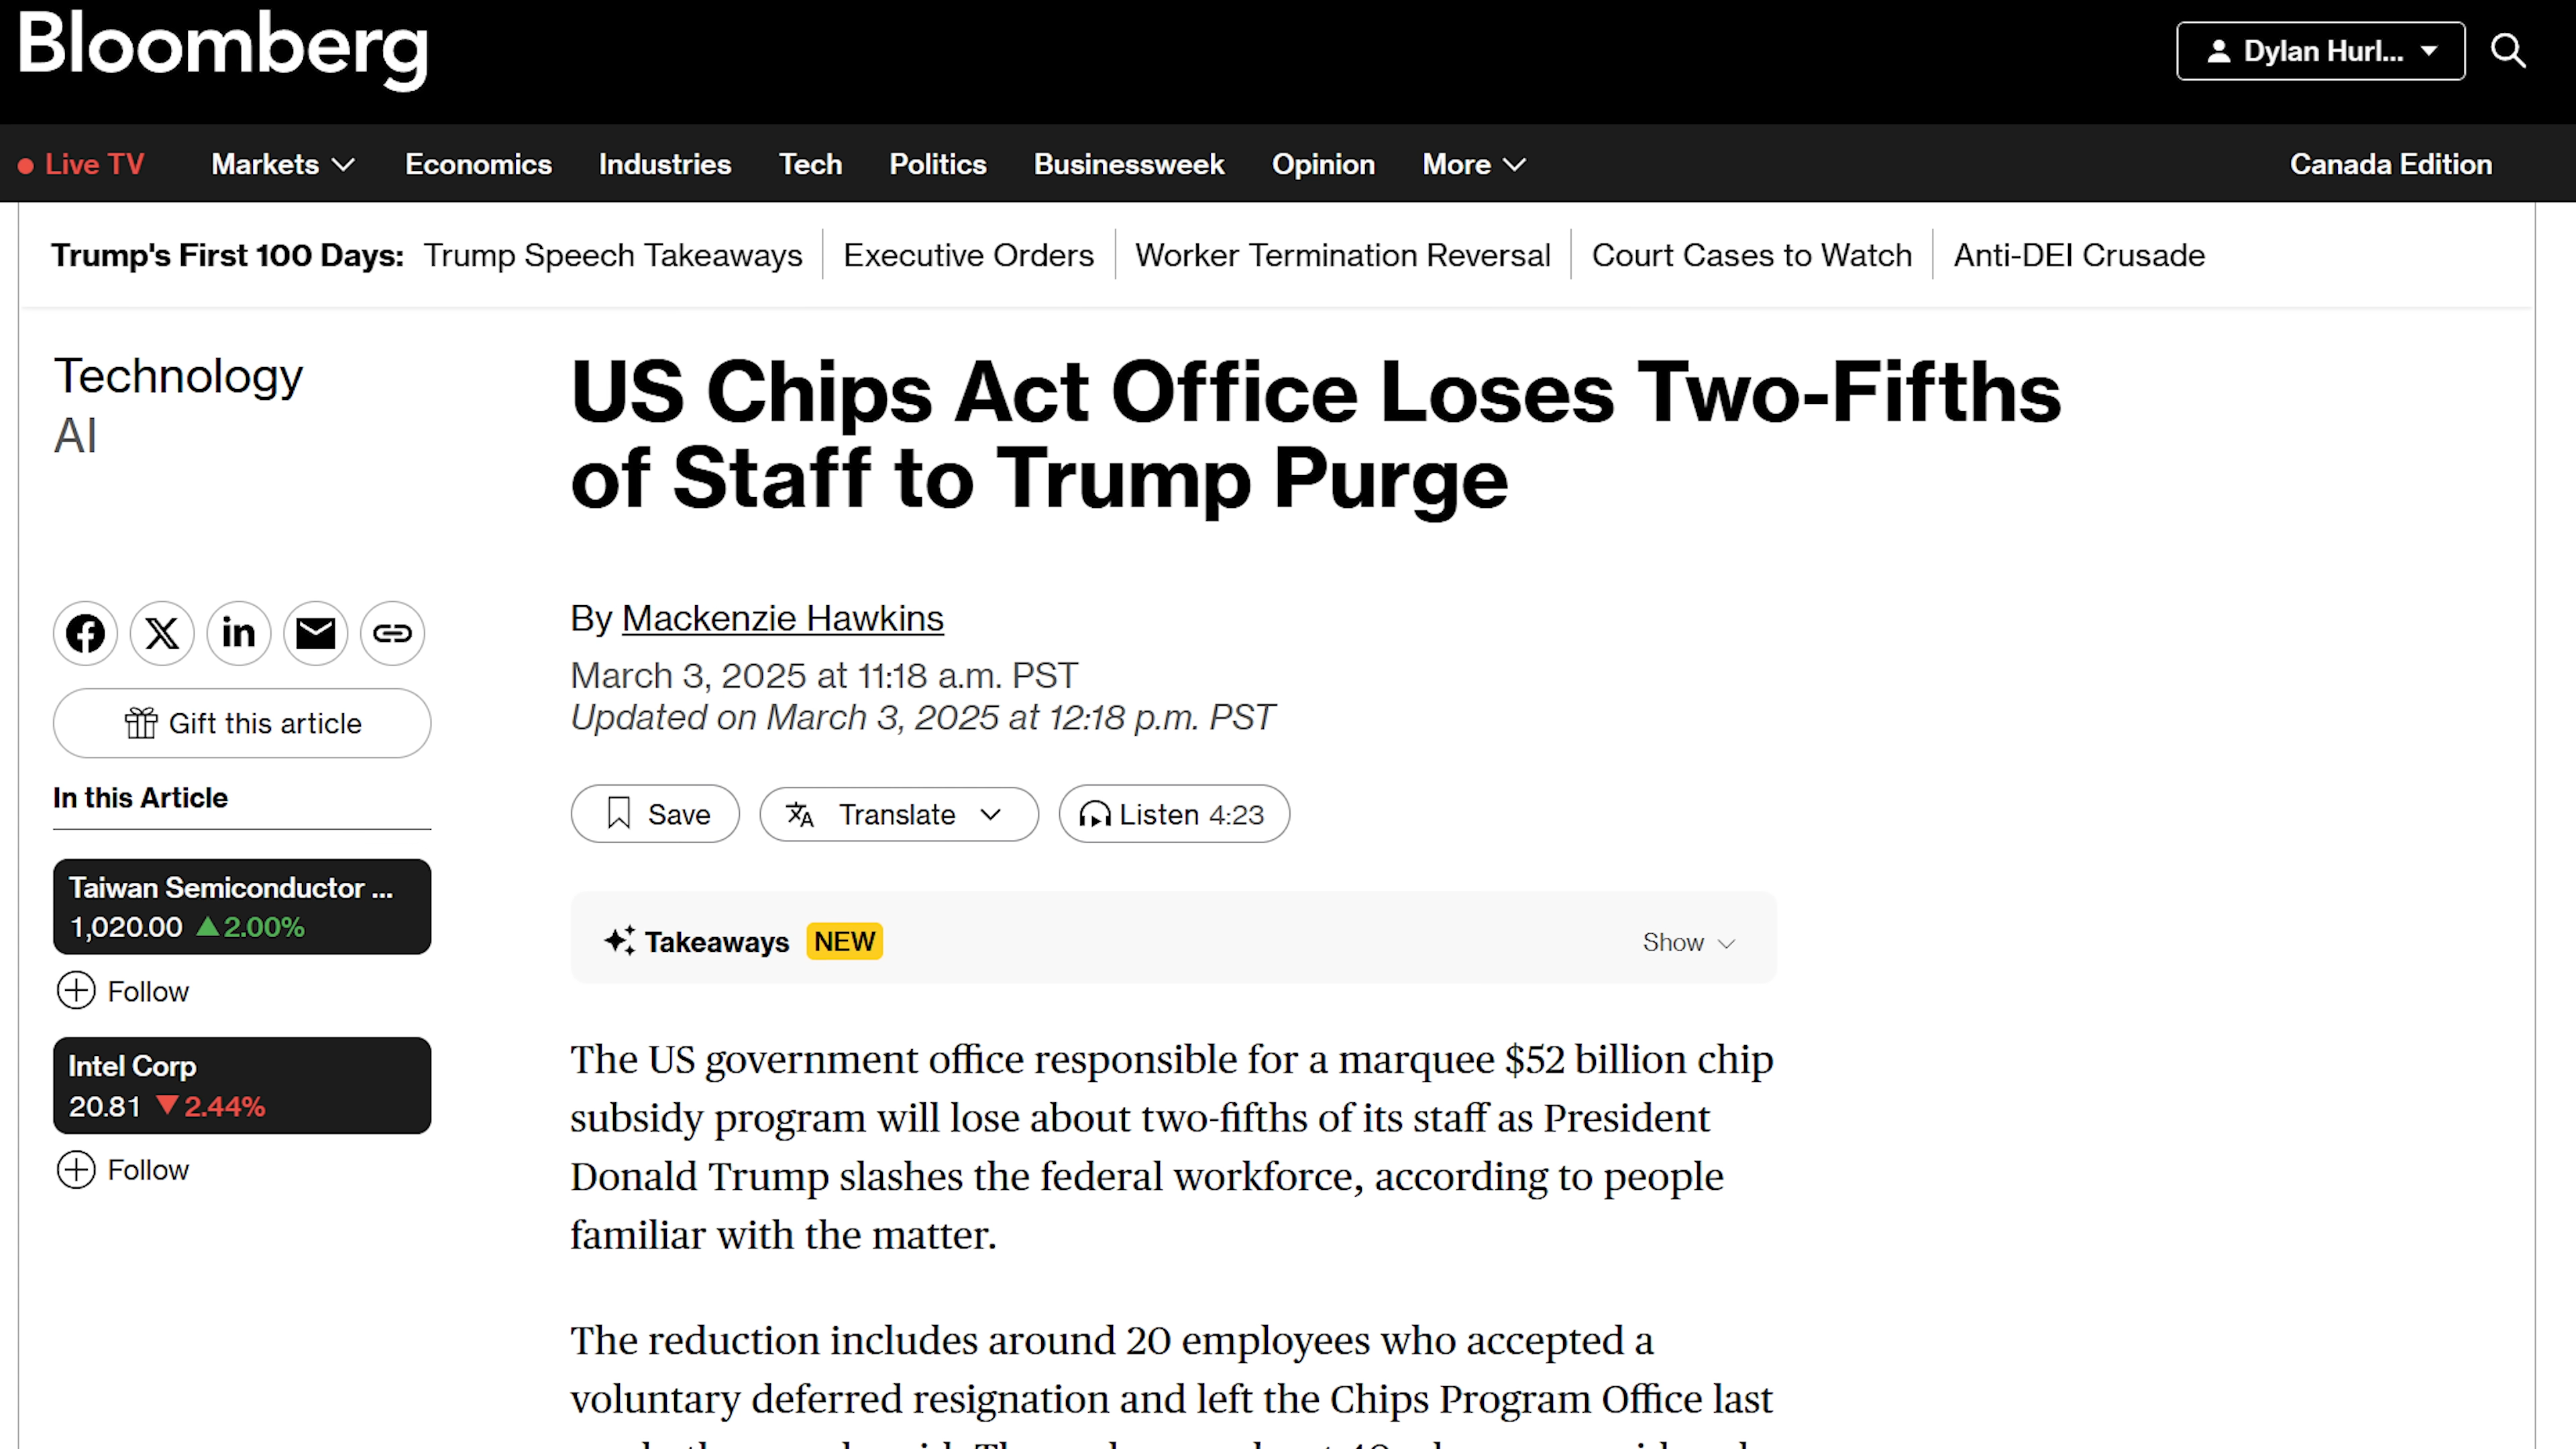 Bloomberg
Dylan Hurl...
Live TV
Markets
Economics
Industries
Tech
Politics
Businessweek
Opinion
More
Canada Edition
Trump's First 100 Days:
Trump Speech Takeaways
Executive Orders
Worker Termination Reversal
Court Cases to Watch
Anti-DEI Crusade
Technology
AI
US Chips Act Office Loses Two-Fifths
of Staff to Trump Purge
By Mackenzie Hawkins
March 3, 2025 at 11:18 a.m. PST
Updated on March 3, 2025 at 12:18 p.m. PST
Gift this article
In this Article
Taiwan Semiconductor ...
1,020.00 ▲2.00%
Follow
Intel Corp
20.81 ▼2.44%
Follow
Save
Translate
Listen 4:23
Takeaways NEW
Show
The US government office responsible for a marquee $52 billion chip
subsidy program will lose about two-fifths of its staff as President
Donald Trump slashes the federal workforce, according to people
familiar with the matter.
The reduction includes around 20 employees who accepted a
voluntary deferred resignation and left the Chips Program Office last